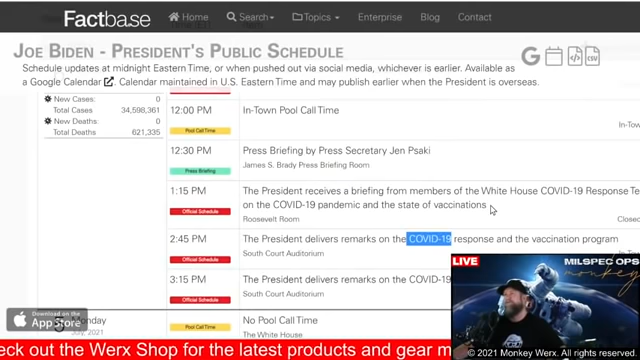 Factbase Home Search Topics Enterprise Blog Contact
JOE BIDEN - PRESIDENT'S PUBLIC SCHEDULE
Schedule updates at midnight Eastern Time, or when pushed out via social media, whichever is earlier. Available as
a Google Calendar. Calendar maintained in U.S. Eastern Time and may publish earlier when the President is overseas.
CSV
New Cases: 0
Total Cases 34,598,361
New Deaths: 0
Total Deaths 621,335
12:00 PM In-Town Pool Call Time
Pool Call Time
12:30 PM Press Briefing by Press Secretary Jen Psaki
Press Briefing James S. Brady Press Briefing Room
1:15 PM The President receives a briefing from members of the White House COVID-19 Response Te
on the COVID-19 pandemic and the state of vaccinations
Official Schedule Roosevelt Room Closed
2:45 PM The President delivers remarks on the COVID-19 response and the vaccination program
Official Schedule South Court Auditorium
3:15 PM The President delivers remarks on the COVID-19
Official Schedule South Court Auditorium
LIVE MILSPEC OPS
monkey
Download on the
App Store
5 Monday
July, 2021
Pool Call Time No Pool Call Time
The White House
eck out the Werx Shop for the latest products and gear m
© 2021 Monkey Werx. All rights reserved.